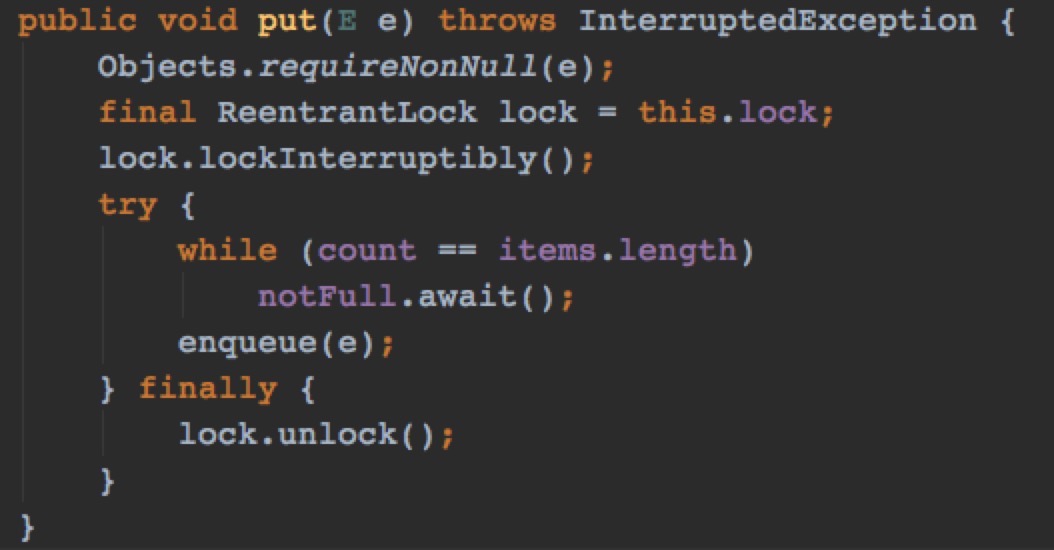 public void put(E e) throws InterruptedException {
    Objects.requireNonNull(e);
    final ReentrantLock lock = this.lock;
    lock.lockInterruptibly();
    try {
        while (count == items.length)
            notFull.await();
        enqueue(e);
    } finally {
        lock.unlock();
    }
}